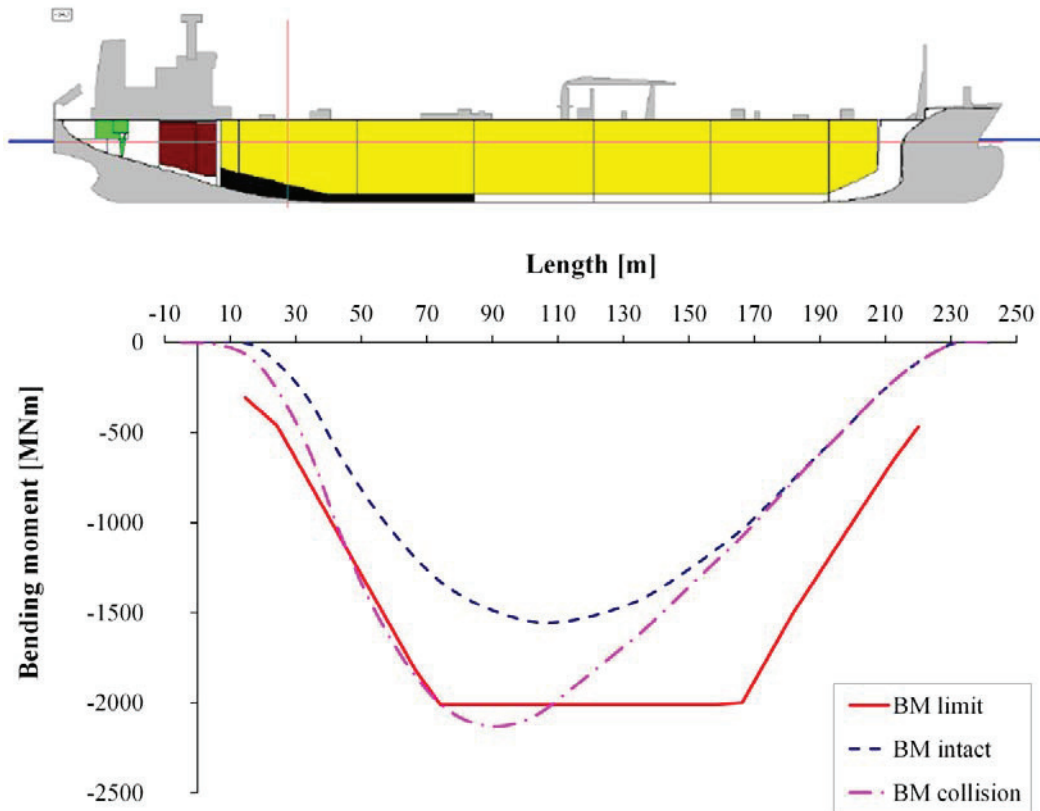 Length [m]
-10 10 30 50 70 90 110 130 150 170 190 210 230 250
0
-500
-1000
-1500
-2000
-2500
Bending moment [MNm]
BM limit
BM intact
BM collision